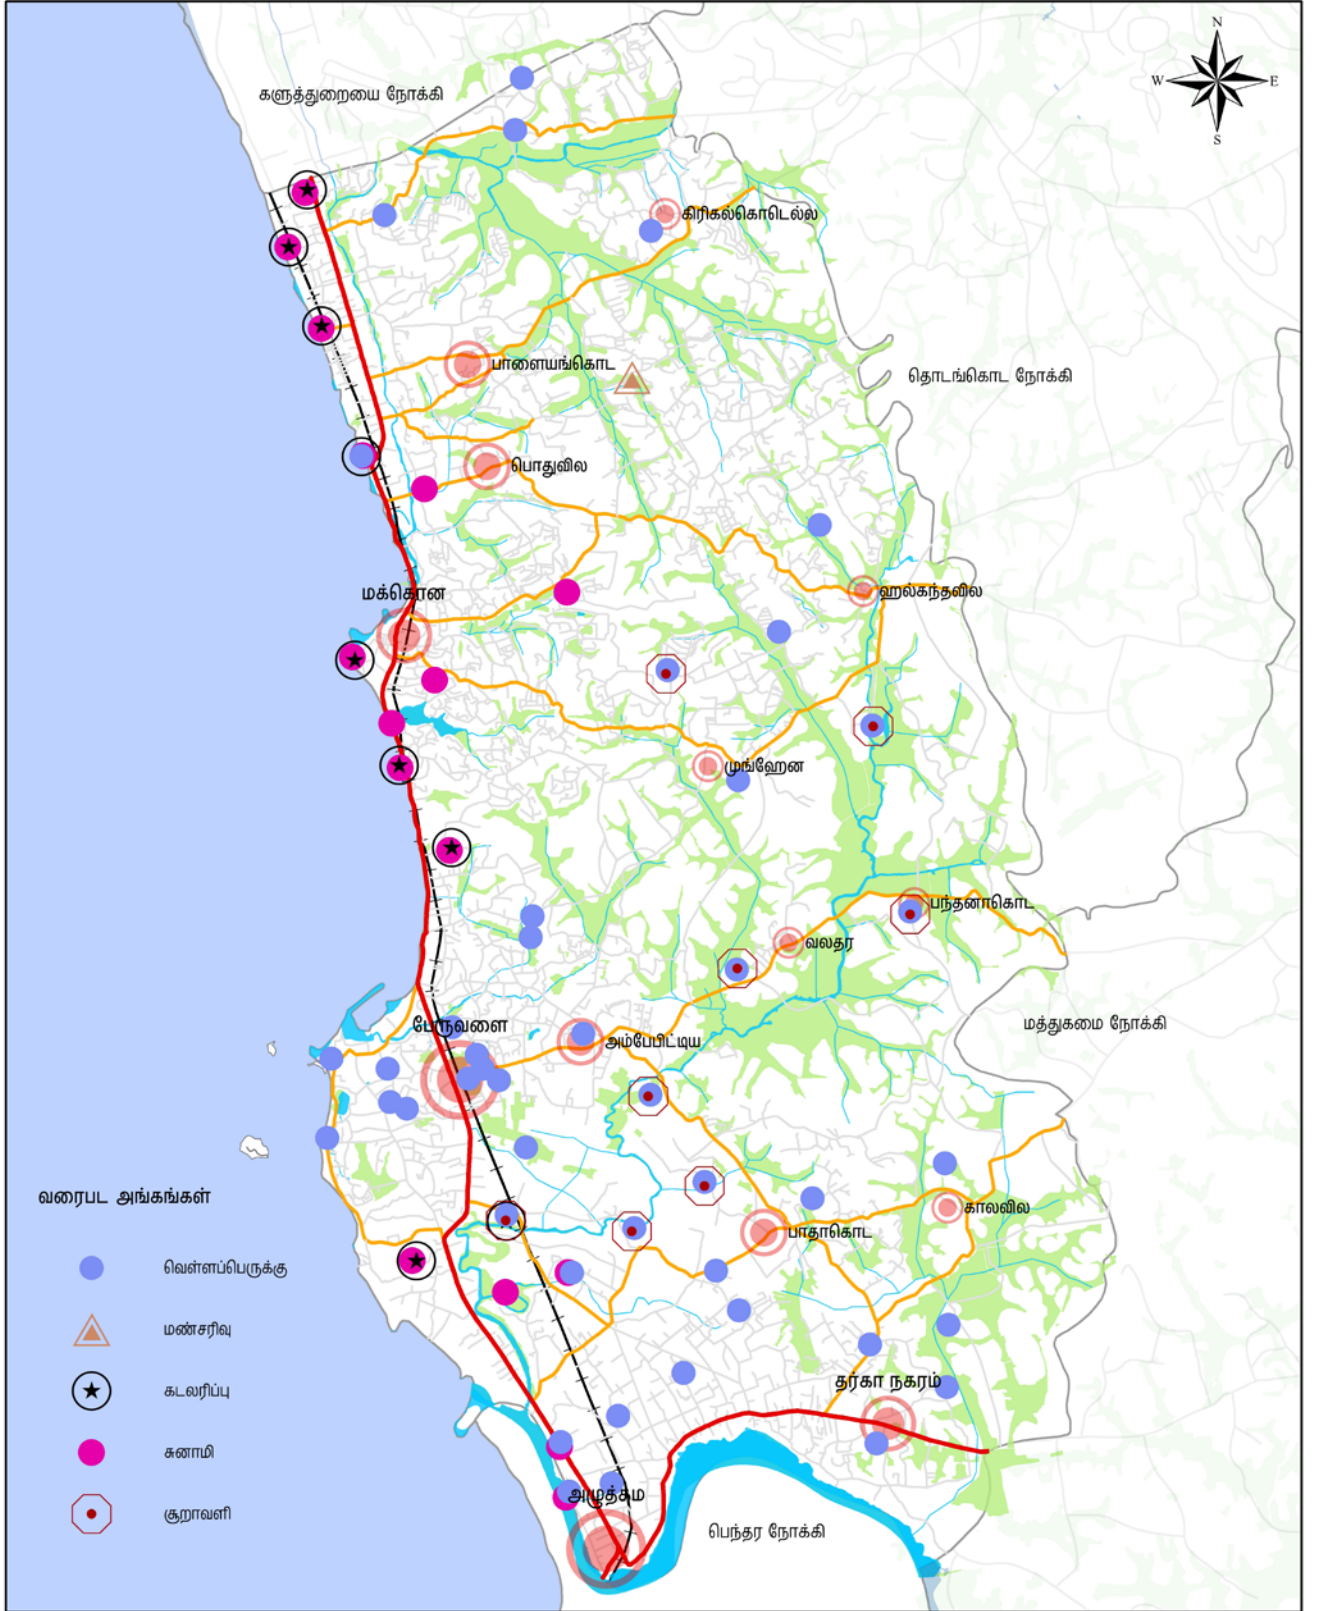 N
W
E
S
களுத்துறையை நோக்கி
கிரிகல்கொடெல்ல
பாளையங்கொட
தொடங்கொட நோக்கி
பொதுவில
மக்கொன
ஹல்கந்தவில
முங்ஹேன
பந்தனாகொட
வலதர
பேருவளை
அம்பேபிட்டிய
மத்துகமை நோக்கி
வரைபட அங்கங்கள்
காலவில
பாதாகொட
வெள்ளப்பெருக்கு
மண்சரிவு
கடலரிப்பு
தர்கா நகரம்
சுனாமி
அழுத்கம
சூறாவளி
பெந்தர நோக்கி